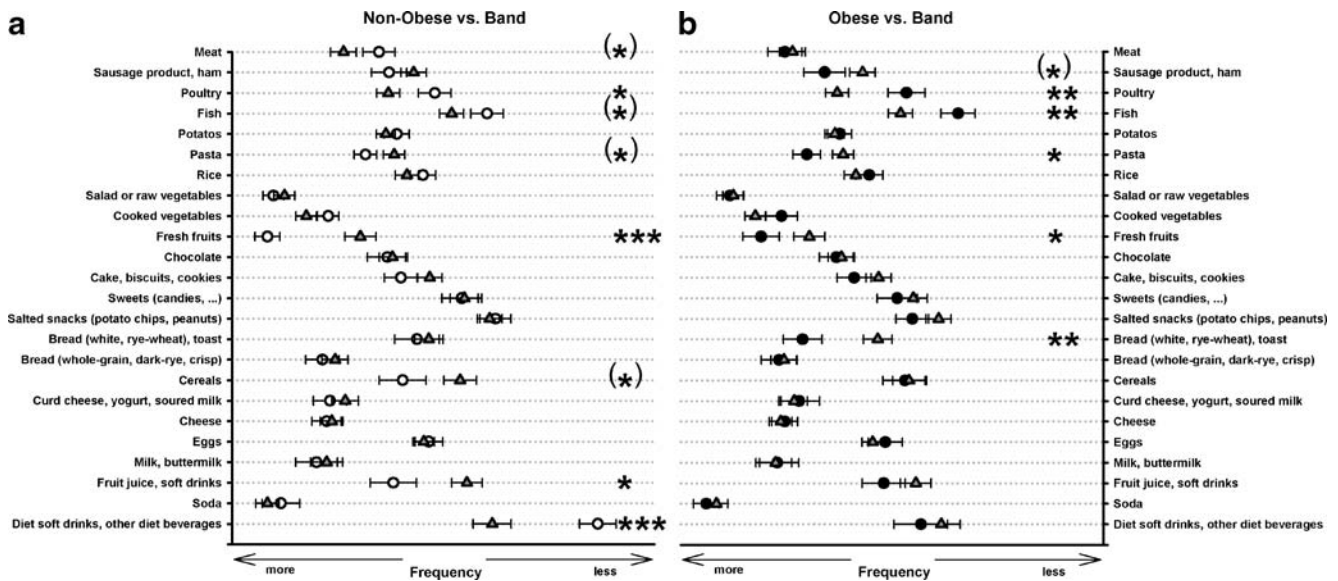 a
Non-Obese vs. Band
Meat (*)
Sausage product, ham
Poultry *
Fish (*)
Potatos
Pasta (*)
Rice
Salad or raw vegetables
Cooked vegetables
Fresh fruits ***
Chocolate
Cake, biscuits, cookies
Sweets (candies, ...)
Salted snacks (potato chips, peanuts)
Bread (white, rye-wheat), toast
Bread (whole-grain, dark-rye, crisp)
Cereals (*)
Curd cheese, yogurt, soured milk
Cheese
Eggs
Milk, buttermilk
Fruit juice, soft drinks *
Soda
Diet soft drinks, other diet beverages ***
more Frequency less
b
Obese vs. Band
Meat
(*) Sausage product, ham
** Poultry
** Fish
Potatos
* Pasta
Rice
Salad or raw vegetables
Cooked vegetables
* Fresh fruits
Chocolate
Cake, biscuits, cookies
Sweets (candies, ...)
Salted snacks (potato chips, peanuts)
** Bread (white, rye-wheat), toast
Bread (whole-grain, dark-rye, crisp)
Cereals
Curd cheese, yogurt, soured milk
Cheese
Eggs
Milk, buttermilk
Fruit juice, soft drinks
Soda
Diet soft drinks, other diet beverages
more Frequency less